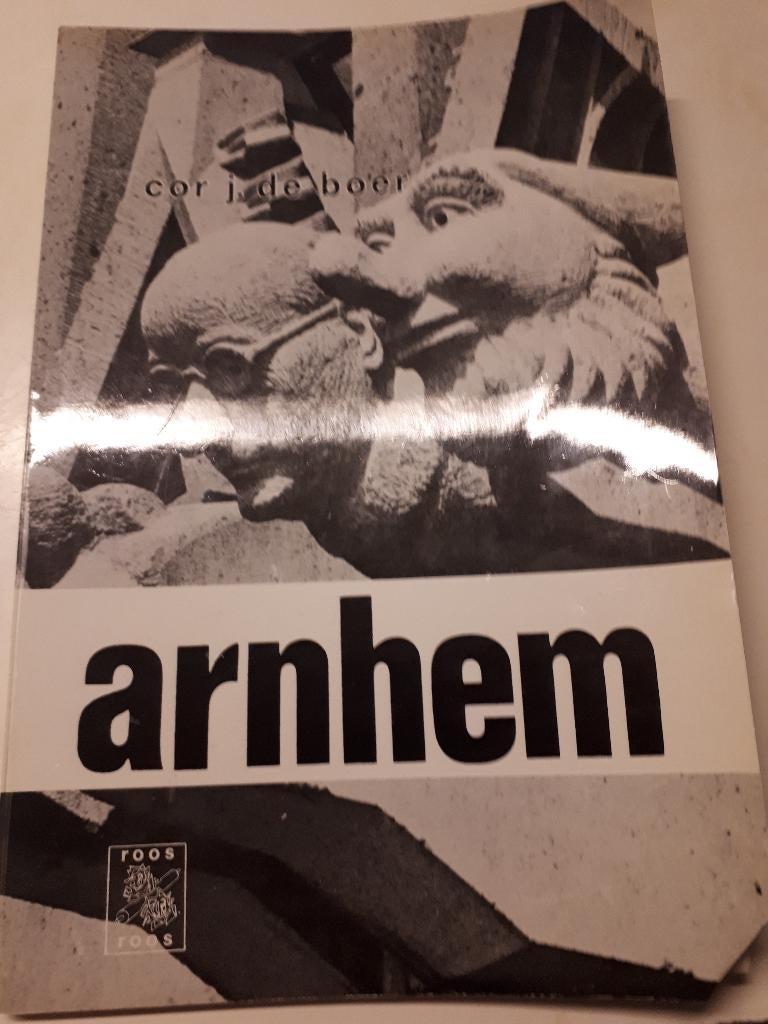 cor j. de boer
arnhem
roos
roos